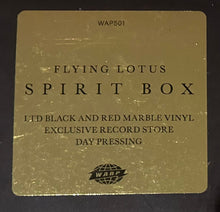 WAP501
FLYING LOTUS
SPIRIT BOX
LTD BLACK AND RED MARBLE VINYL
EXCLUSIVE RECORD STORE
DAY PRESSING
WARP